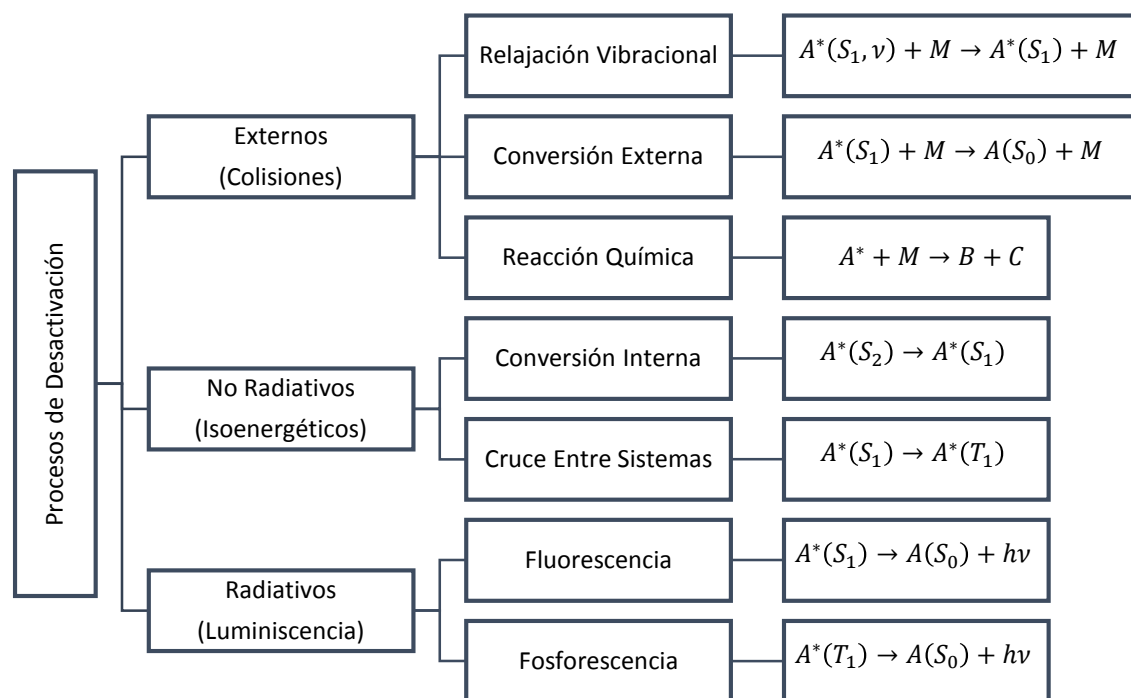 Procesos de Desactivación
Externos
(Colisiones)
Relajación Vibracional
A*(S₁, ν) + M → A*(S₁) + M
Conversión Externa
A*(S₁) + M → A(S₀) + M
Reacción Química
A* + M → B + C
No Radiativos
(Isoenergéticos)
Conversión Interna
A*(S₂) → A*(S₁)
Cruce Entre Sistemas
A*(S₁) → A*(T₁)
Radiativos
(Luminiscencia)
Fluorescencia
A*(S₁) → A(S₀) + hν
Fosforescencia
A*(T₁) → A(S₀) + hν